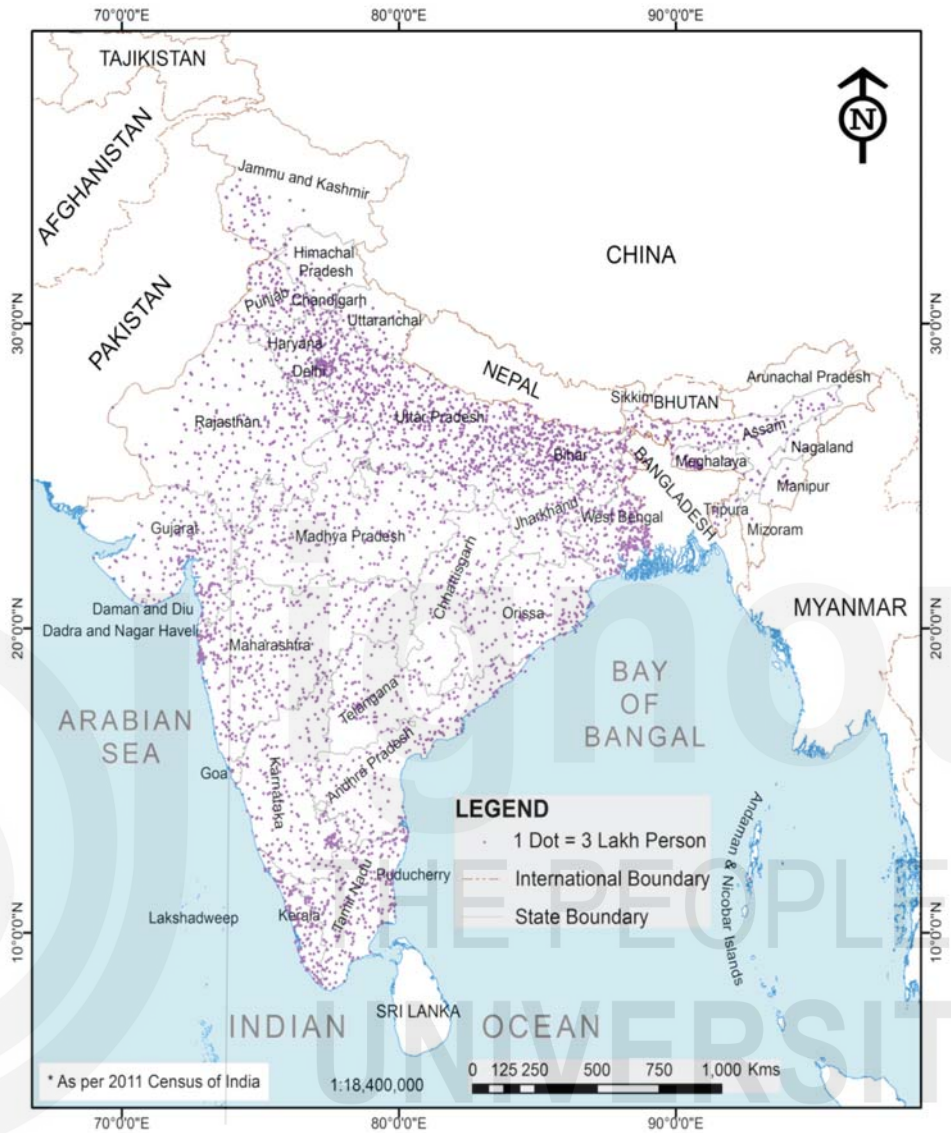 70°0'0"E 80°0'0"E 90°0'0"E
TAJIKISTAN
N
AFGHANISTAN
Jammu and Kashmir
CHINA
Himachal
Pradesh
PAKISTAN
Punjab
Chandigarh
Uttaranchal
30°0'0"N
30°0'0"N
Haryana
Delhi
NEPAL
Arunachal Pradesh
Sikkim
BHUTAN
Rajasthan
Uttar Pradesh
Assam
Nagaland
Bihar
Meghalaya
BANGLADESH
Manipur
Gujarat
Madhya Pradesh
Jharkhand
West Bengal
Tripura
Mizoram
Chhattisgarh
Daman and Diu
Dadra and Nagar Haveli
Orissa
MYANMAR
20°0'0"N
20°0'0"N
Maharashtra
Telangana
BAY
OF
BANGAL
ARABIAN
SEA
Goa
Karnataka
Andhra Pradesh
LEGEND
1 Dot = 3 Lakh Person
International Boundary
State Boundary
Andaman & Nicobar Islands
Puducherry
Tamil Nadu
Kerala
Lakshadweep
10°0'0"N
10°0'0"N
SRI LANKA
INDIAN OCEAN
* As per 2011 Census of India
1:18,400,000
0 125 250 500 750 1,000 Kms
70°0'0"E 80°0'0"E 90°0'0"E
ignou
THE PEOPLE
UNIVERSIT